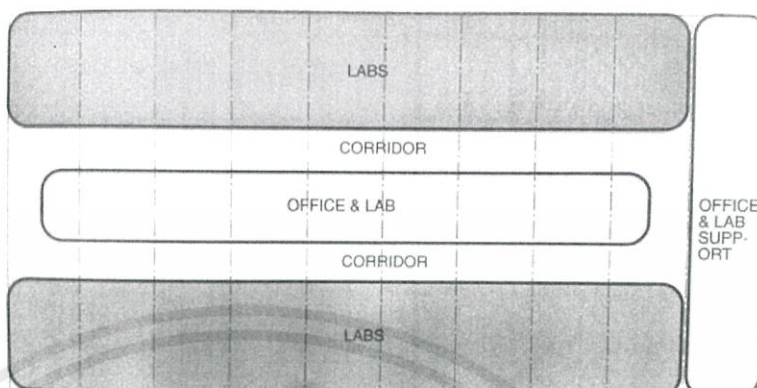 LABS
CORRIDOR
OFFICE & LAB
OFFICE
& LAB
SUPP-
ORT
CORRIDOR
LABS